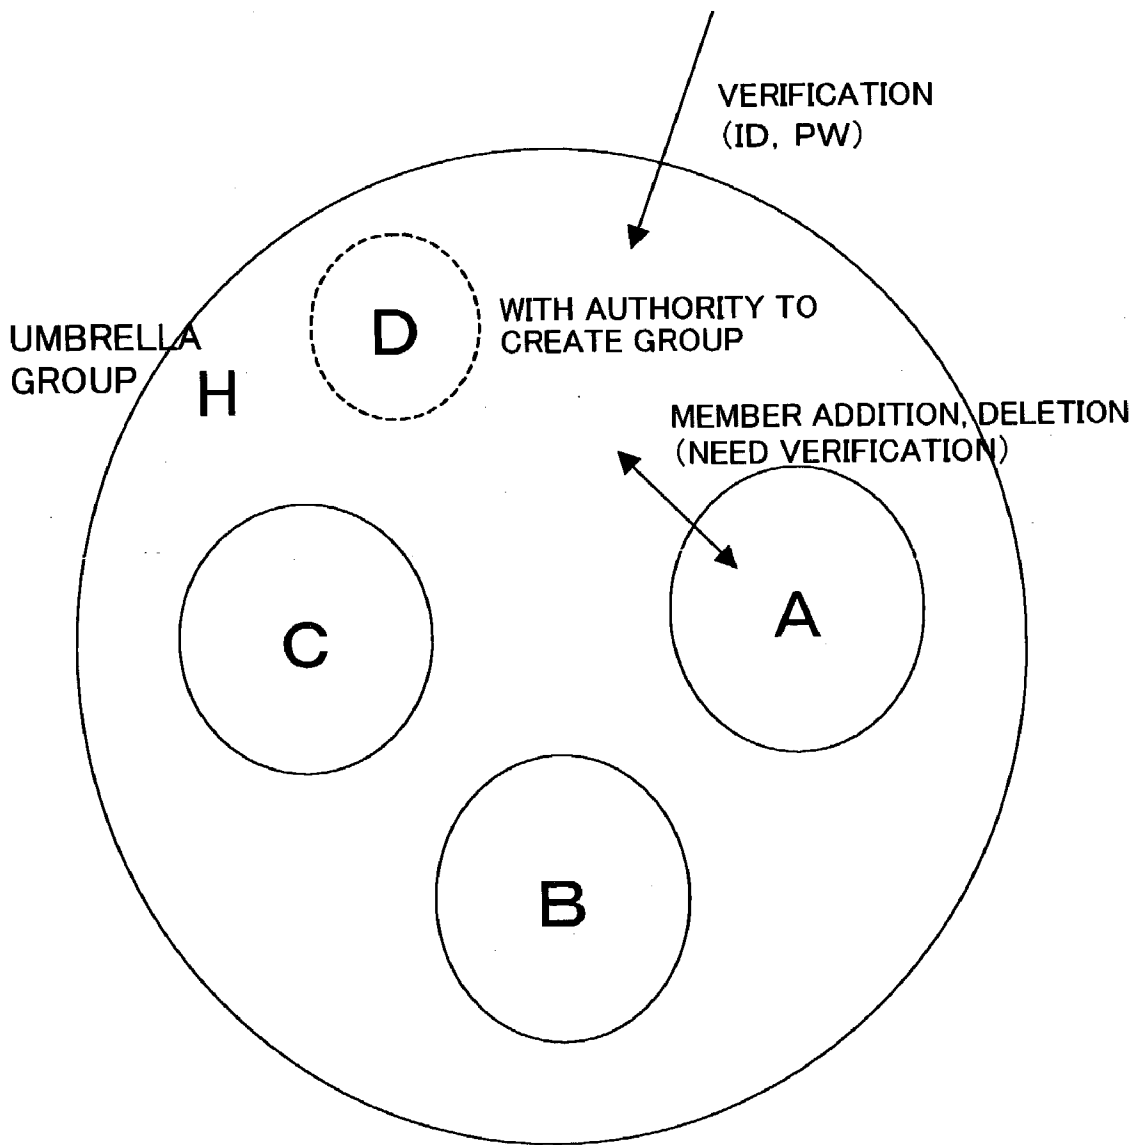 VERIFICATION
(ID, PW)
WITH AUTHORITY TO
CREATE GROUP
D
UMBRELLA
GROUP
H
MEMBER ADDITION, DELETION
(NEED VERIFICATION)
C
A
B